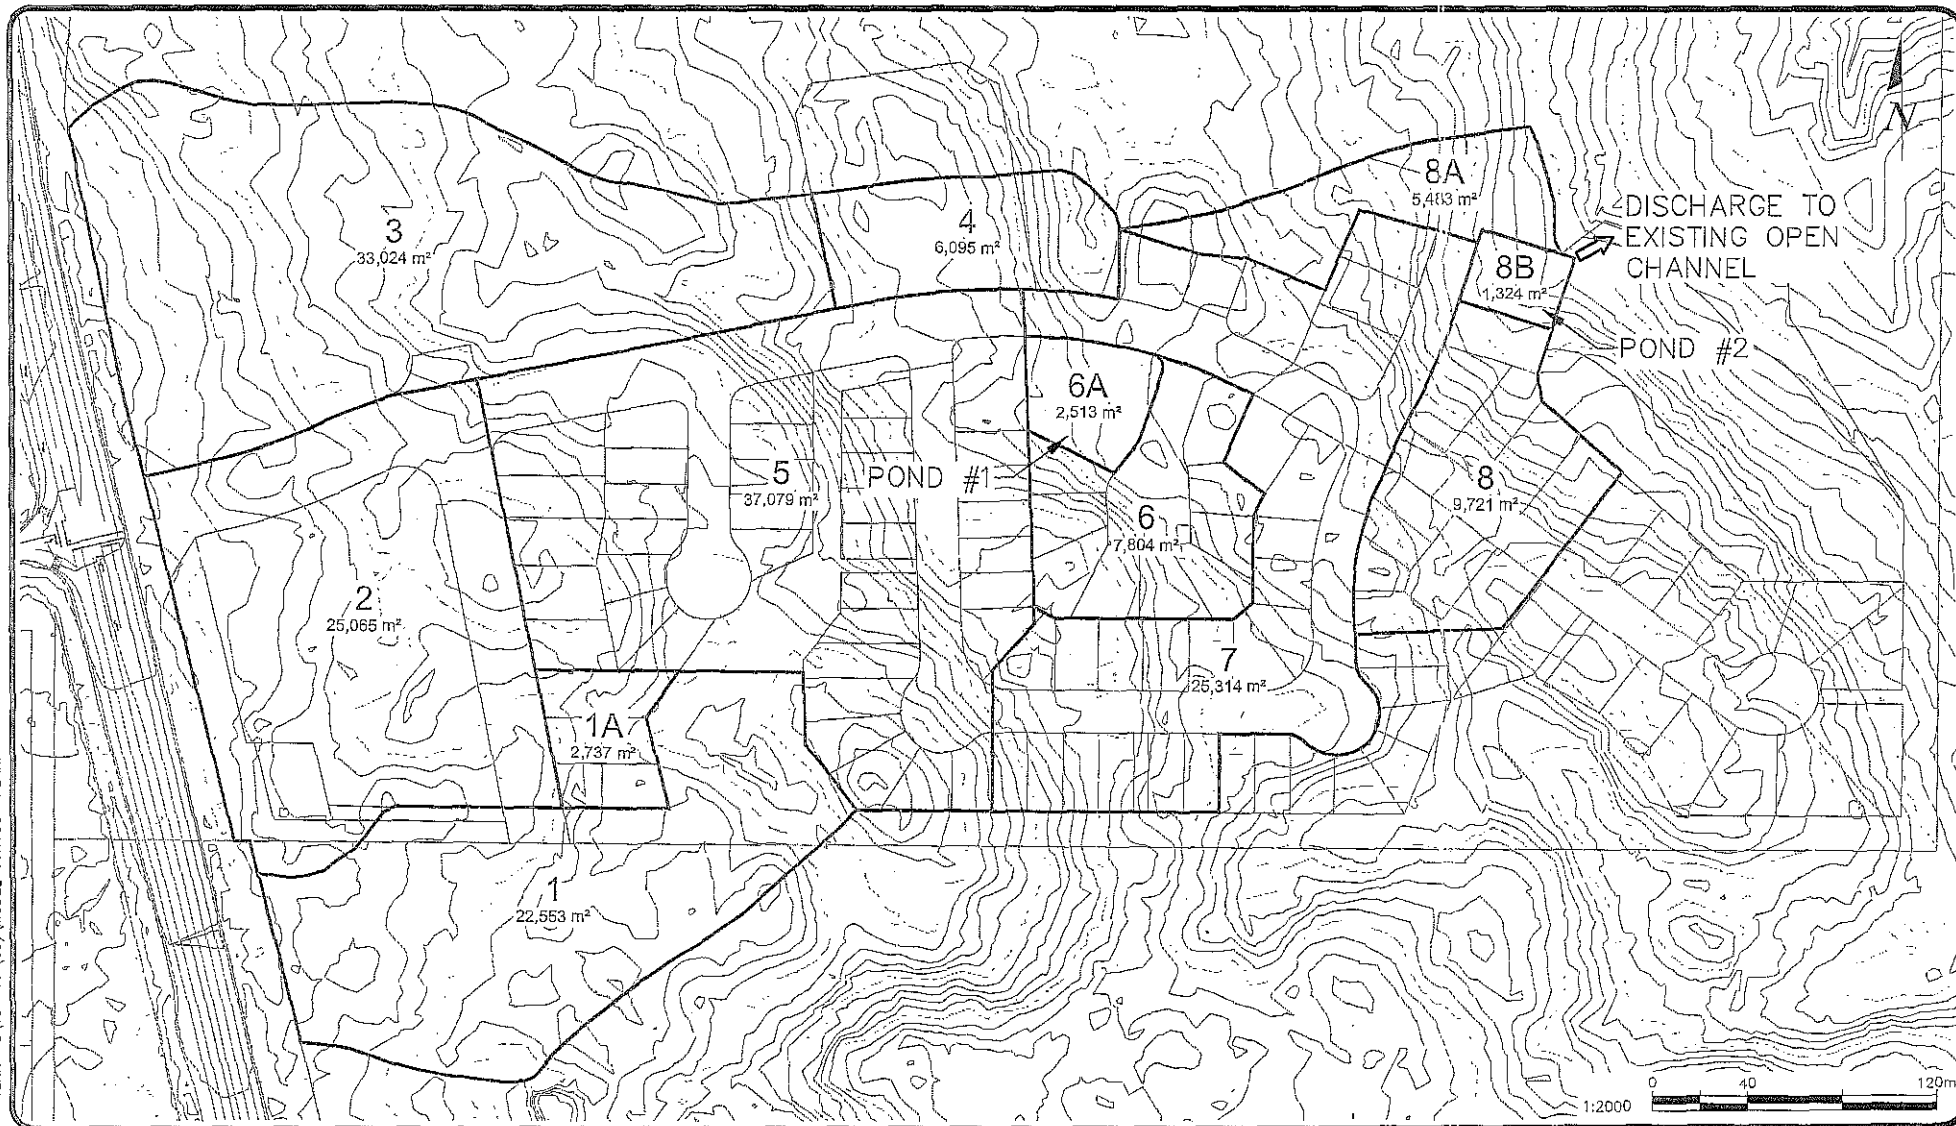 N
8A
5,483 m²
DISCHARGE TO
EXISTING OPEN
CHANNEL
3
33,024 m²
4
6,095 m²
8B
1,324 m²
POND #2
6A
2,513 m²
5
37,079 m²
POND #1
8
9,721 m²
6
7,804 m²
2
25,065 m²
7
25,314 m²
1A
2,737 m²
1
22,553 m²
0 40 120m
1:2000